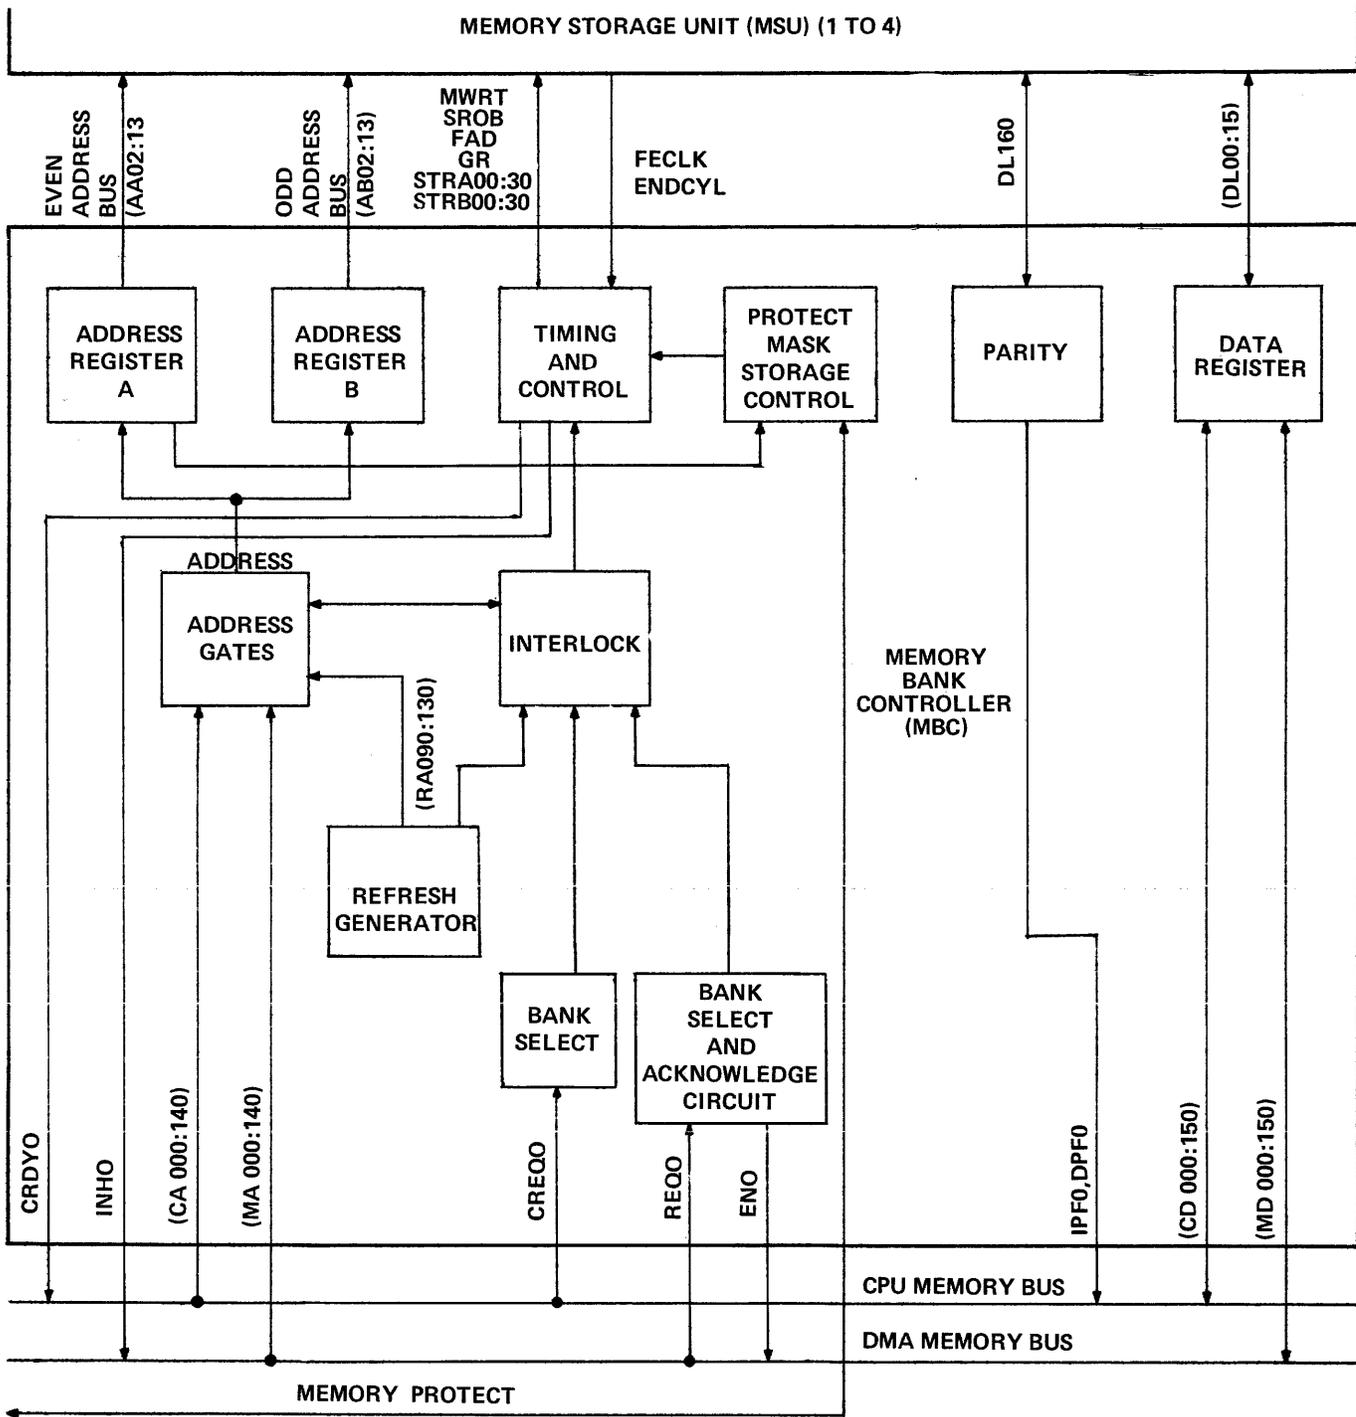 MEMORY STORAGE UNIT (MSU) (1 TO 4)
EVEN
ADDRESS
BUS
(AA02:13
ODD
ADDRESS
BUS
(AB02:13)
MWRT
SROB
FAD
GR
STRA00:30
STRB00:30
FECLK
ENDCYL
DL160
(DL00:15)
ADDRESS
REGISTER
A
ADDRESS
REGISTER
B
TIMING
AND
CONTROL
PROTECT
MASK
STORAGE
CONTROL
PARITY
DATA
REGISTER
ADDRESS
ADDRESS
GATES
INTERLOCK
MEMORY
BANK
CONTROLLER
(MBC)
(RA090:130)
REFRESH
GENERATOR
BANK
SELECT
BANK
SELECT
AND
ACKNOWLEDGE
CIRCUIT
CRDYO
INHO
(CA 000:140)
(MA 000:140)
CREQO
REQO
ENO
IPF0,DPF0
(CD 000:150)
(MD 000:150)
CPU MEMORY BUS
DMA MEMORY BUS
MEMORY PROTECT